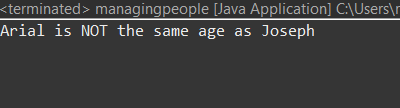 <terminated> managingpeople [Java Application] C:\Users\
Arial is NOT the same age as Joseph